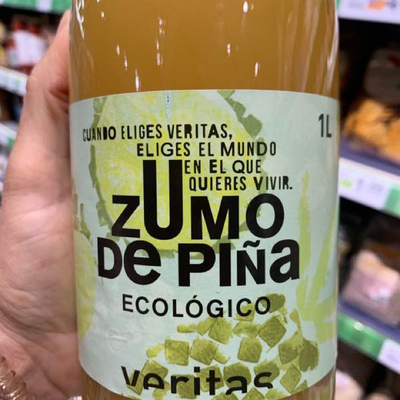 CUANDO ELIGES VERITAS,
ELIGES EL MUNDO
EN EL QUE
QUIERES VIVIR.
1L
ZUMO
De PIÑa
ECOLÓGICO
veritas